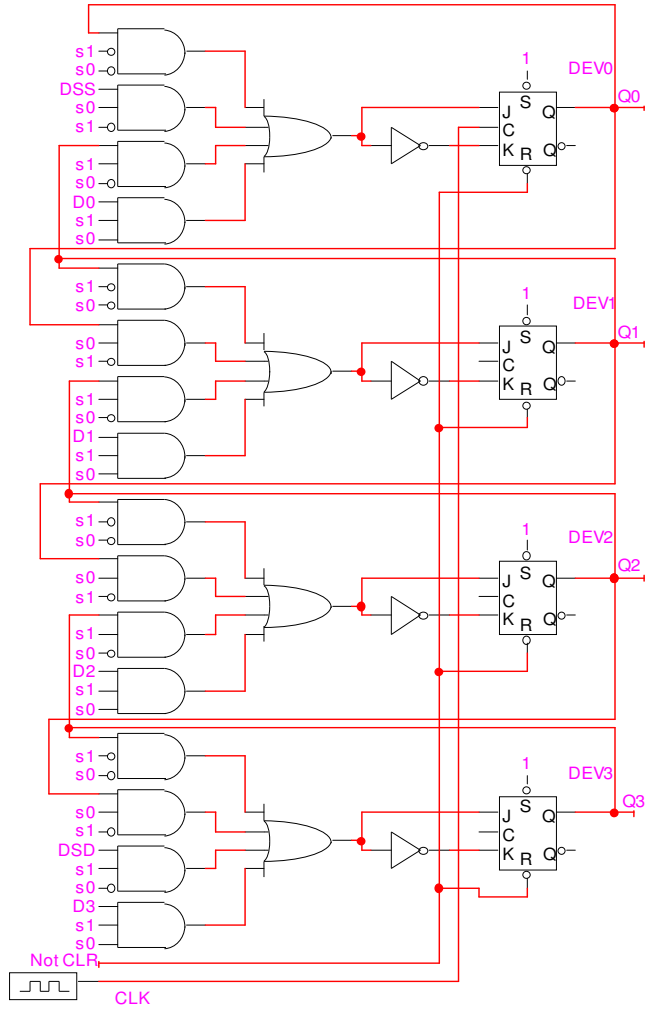 1
DEV0
s1
s0
DSS
s0
s1
S
J
Q
Q0
C
K
Q
R
s1
s0
D0
s1
s0
1
DEV1
s1
s0
S
J
Q
Q1
s0
s1
C
K
Q
R
s1
s0
D1
s1
s0
1
DEV2
s1
s0
S
J
Q
Q2
s0
s1
C
K
Q
R
s1
s0
D2
s1
s0
1
DEV3
s1
s0
S
J
Q
Q3
s0
s1
C
K
Q
R
DSD
s1
s0
D3
s1
s0
Not CLR
CLK